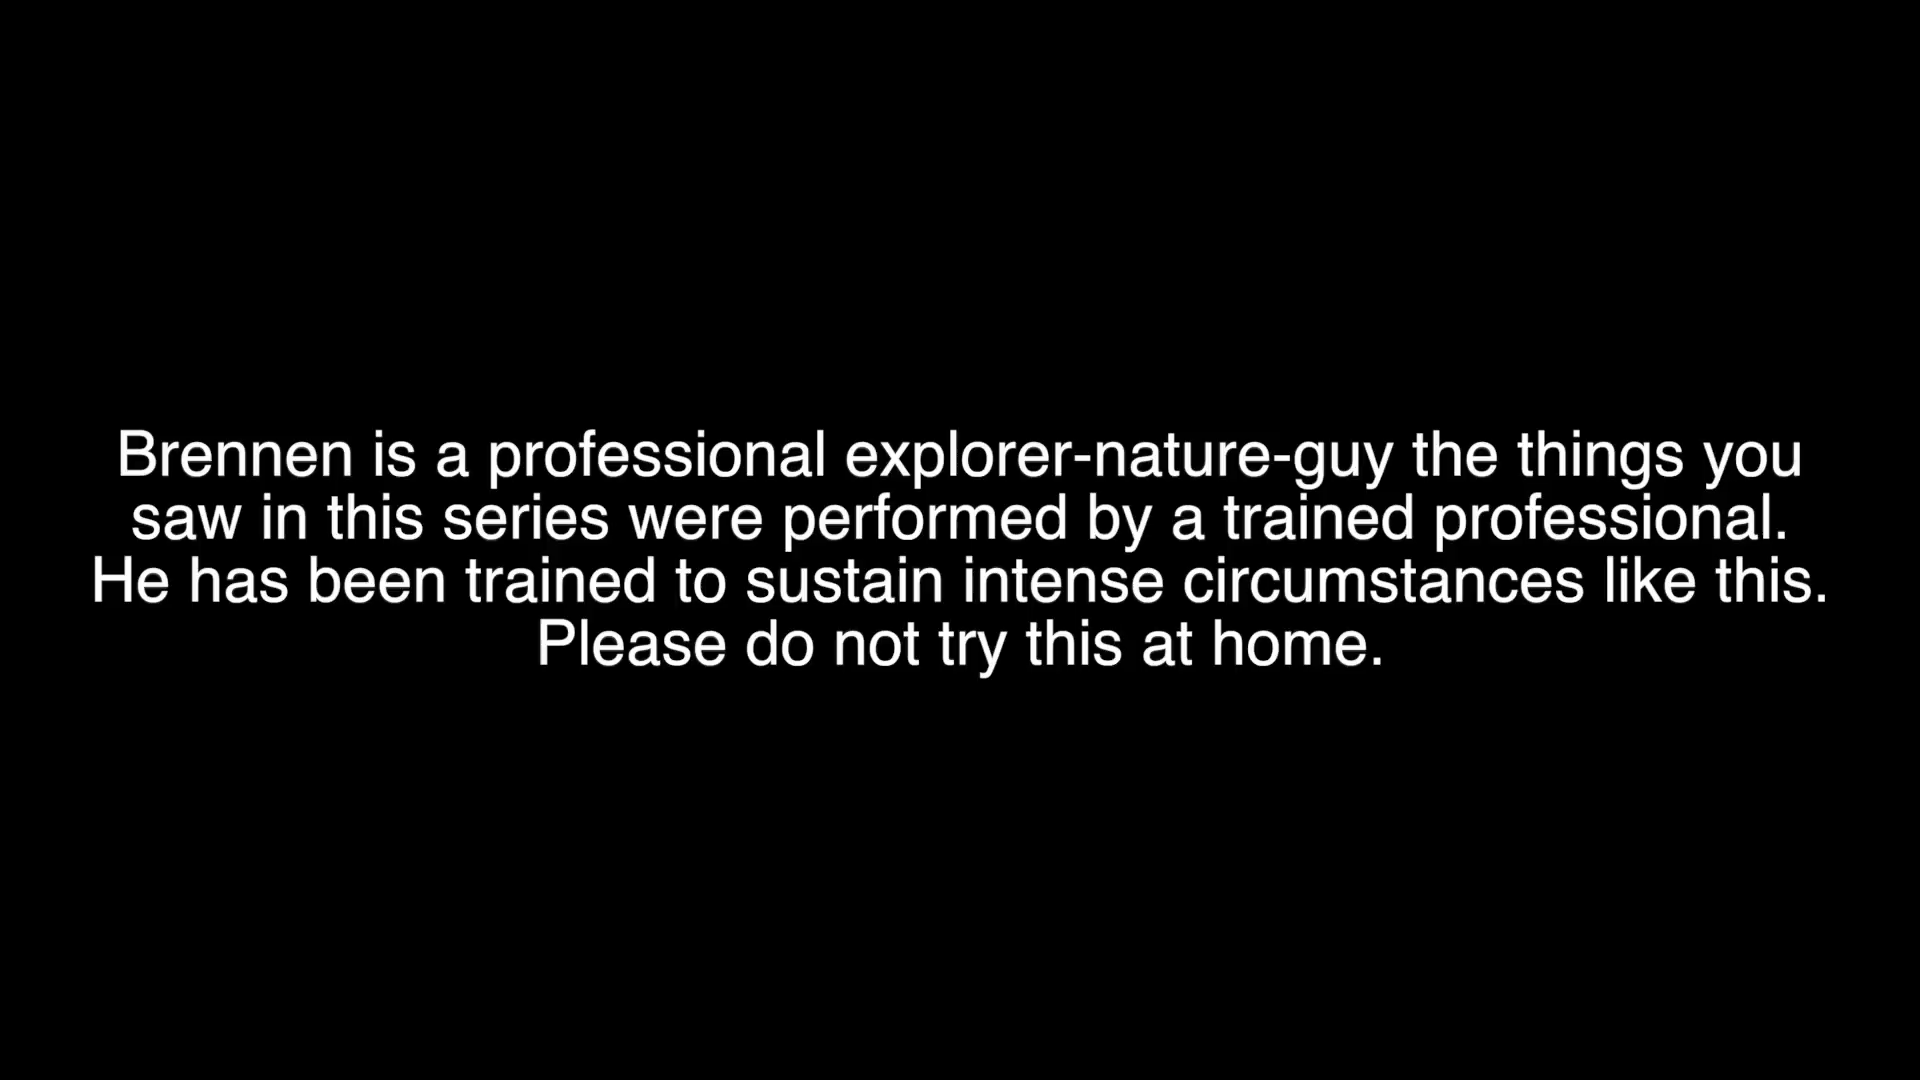 Brennen is a professional explorer-nature-guy the things you
saw in this series were performed by a trained professional.
He has been trained to sustain intense circumstances like this.
Please do not try this at home.